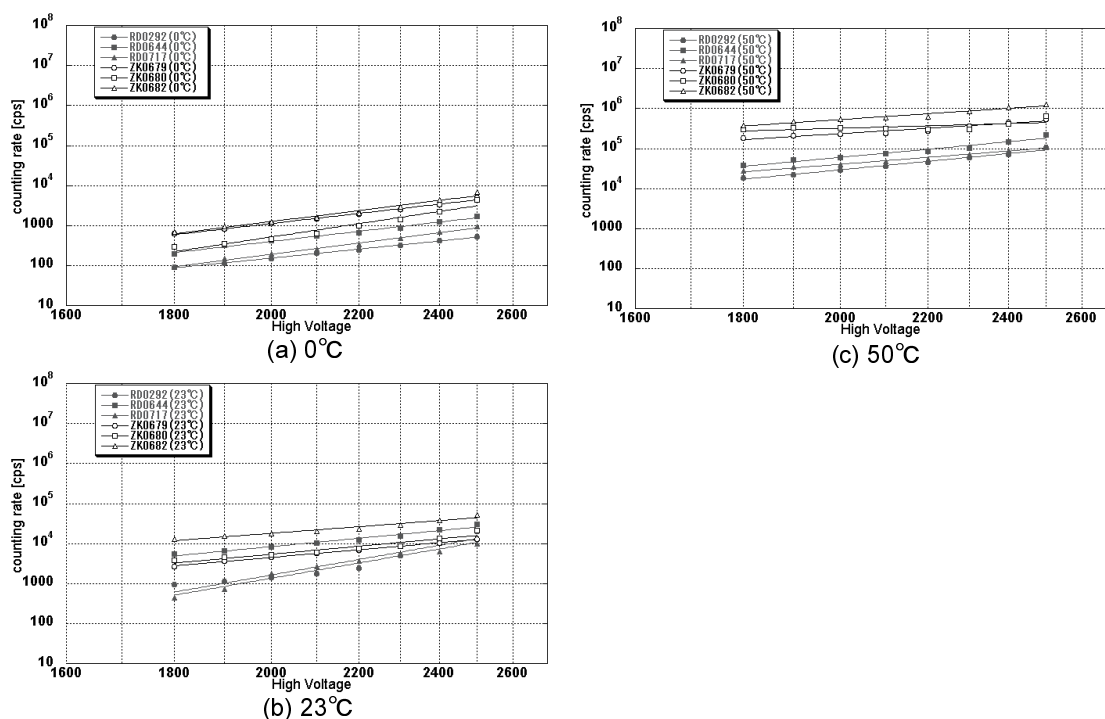 10⁸
10⁷
10⁶
10⁵
10⁴
1000
100
10
counting rate [cps]
RD0292(0℃)
RD0644(0℃)
RD0717(0℃)
ZK0679(0℃)
ZK0680(0℃)
ZK0682(0℃)
1600 1800 2000 2200 2400 2600
High Voltage
(a) 0℃
10⁸
10⁷
10⁶
10⁵
10⁴
1000
100
10
counting rate [cps]
RD0292(50℃)
RD0644(50℃)
RD0717(50℃)
ZK0679(50℃)
ZK0680(50℃)
ZK0682(50℃)
1600 1800 2000 2200 2400 2600
High Voltage
(c) 50℃
10⁸
10⁷
10⁶
10⁵
10⁴
1000
100
10
counting rate [cps]
RD0292(23℃)
RD0644(23℃)
RD0717(23℃)
ZK0679(23℃)
ZK0680(23℃)
ZK0682(23℃)
1600 1800 2000 2200 2400 2600
High Voltage
(b) 23℃